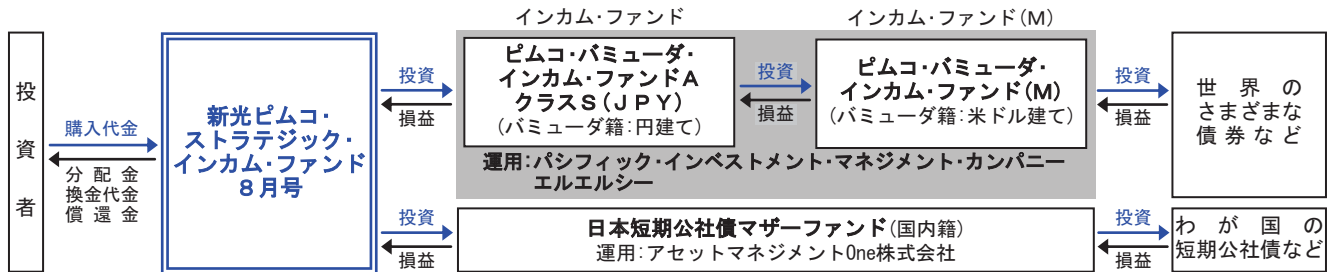 インカム・ファンド
インカム・ファンド(M)
投資者
購入代金
分配金
換金代金
償還金
新光ピムコ・
ストラテジック・
インカム・ファンド
8月号
投資
損益
ピムコ・バミューダ・
インカム・ファンドA
クラスS(JPY)
(バミューダ籍:円建て)
投資
損益
ピムコ・バミューダ・
インカム・ファンド(M)
(バミューダ籍:米ドル建て)
運用:パシフィック・インベストメント・マネジメント・カンパニー
エルエルシー
投資
損益
世界の
さまざまな
債券など
投資
損益
日本短期公社債マザーファンド(国内籍)
運用:アセットマネジメントOne株式会社
投資
損益
わが国の
短期公社債など